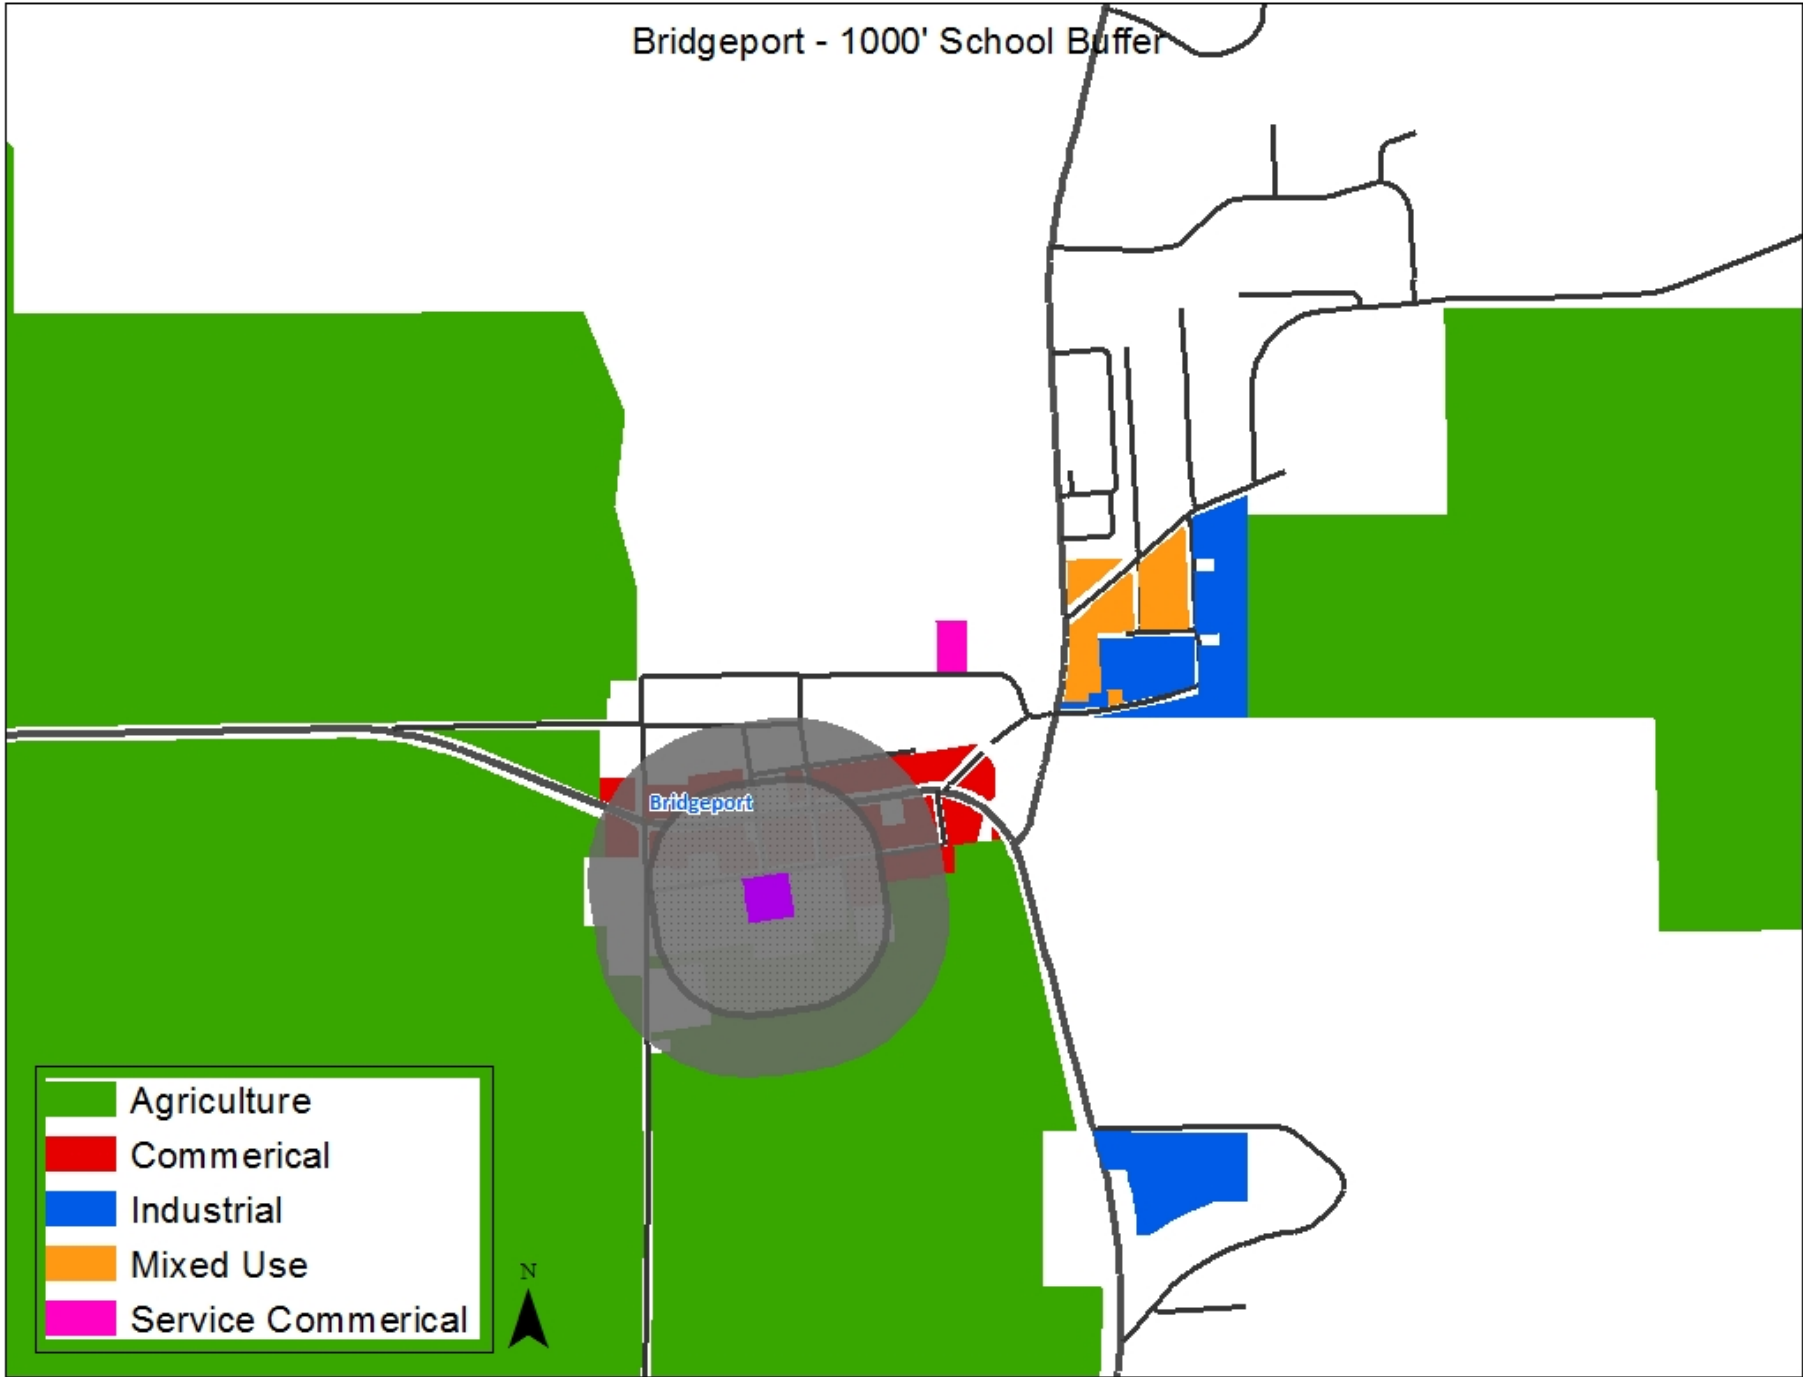 Bridgeport - 1000' School Buffer
Bridgeport
Agriculture
Commerical
Industrial
Mixed Use
Service Commerical
N